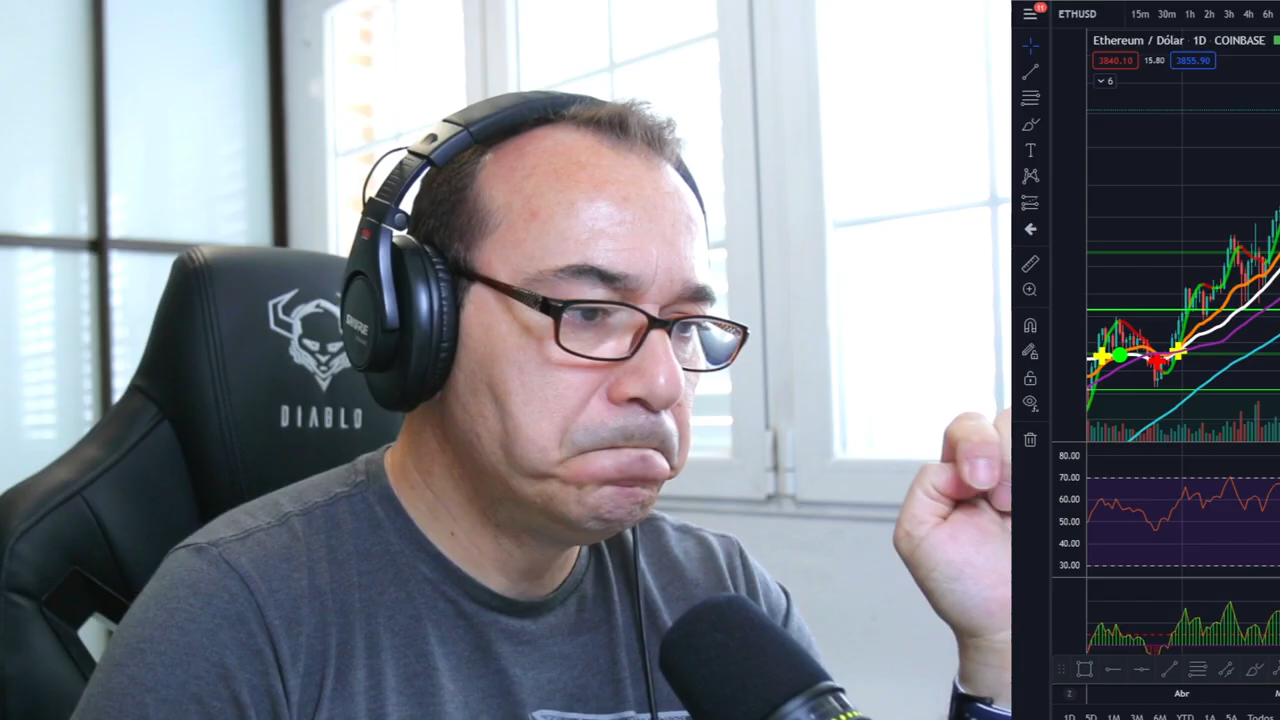 11
ETHUSD 15m 30m 1h 2h 3h 4h 6h
Ethereum / Dólar · 1D · COINBASE
3840.10 15.80 3855.90
6
SHURE
DIABLO
80.00
70.00
60.00
50.00
40.00
30.00
Z
Abr
1D 5D 1M 3M 6M YTD 1A 5A Todos